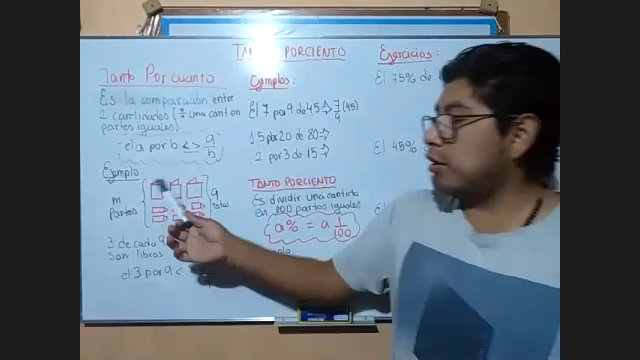 TANTO PORCIENTO
Tanto Por cuanto
Es la comparación entre
2 cantidades (÷ una cant en
partes iguales)
el a por b <> a/b
Ejemplo:
m
partes
9
total
3 de cada 9
son libros
el 3 por 9 <
Ejemplos:
El 7 por 9 de 45 => 7/9 (45)
15 por 20 de 80 =>
2 por 3 de 15 =>
TANTO PORCIENTO
Es dividir una cantida
en 100 partes iguales
a% = a 1/100
Ejercicios:
El 75% de
El 45%